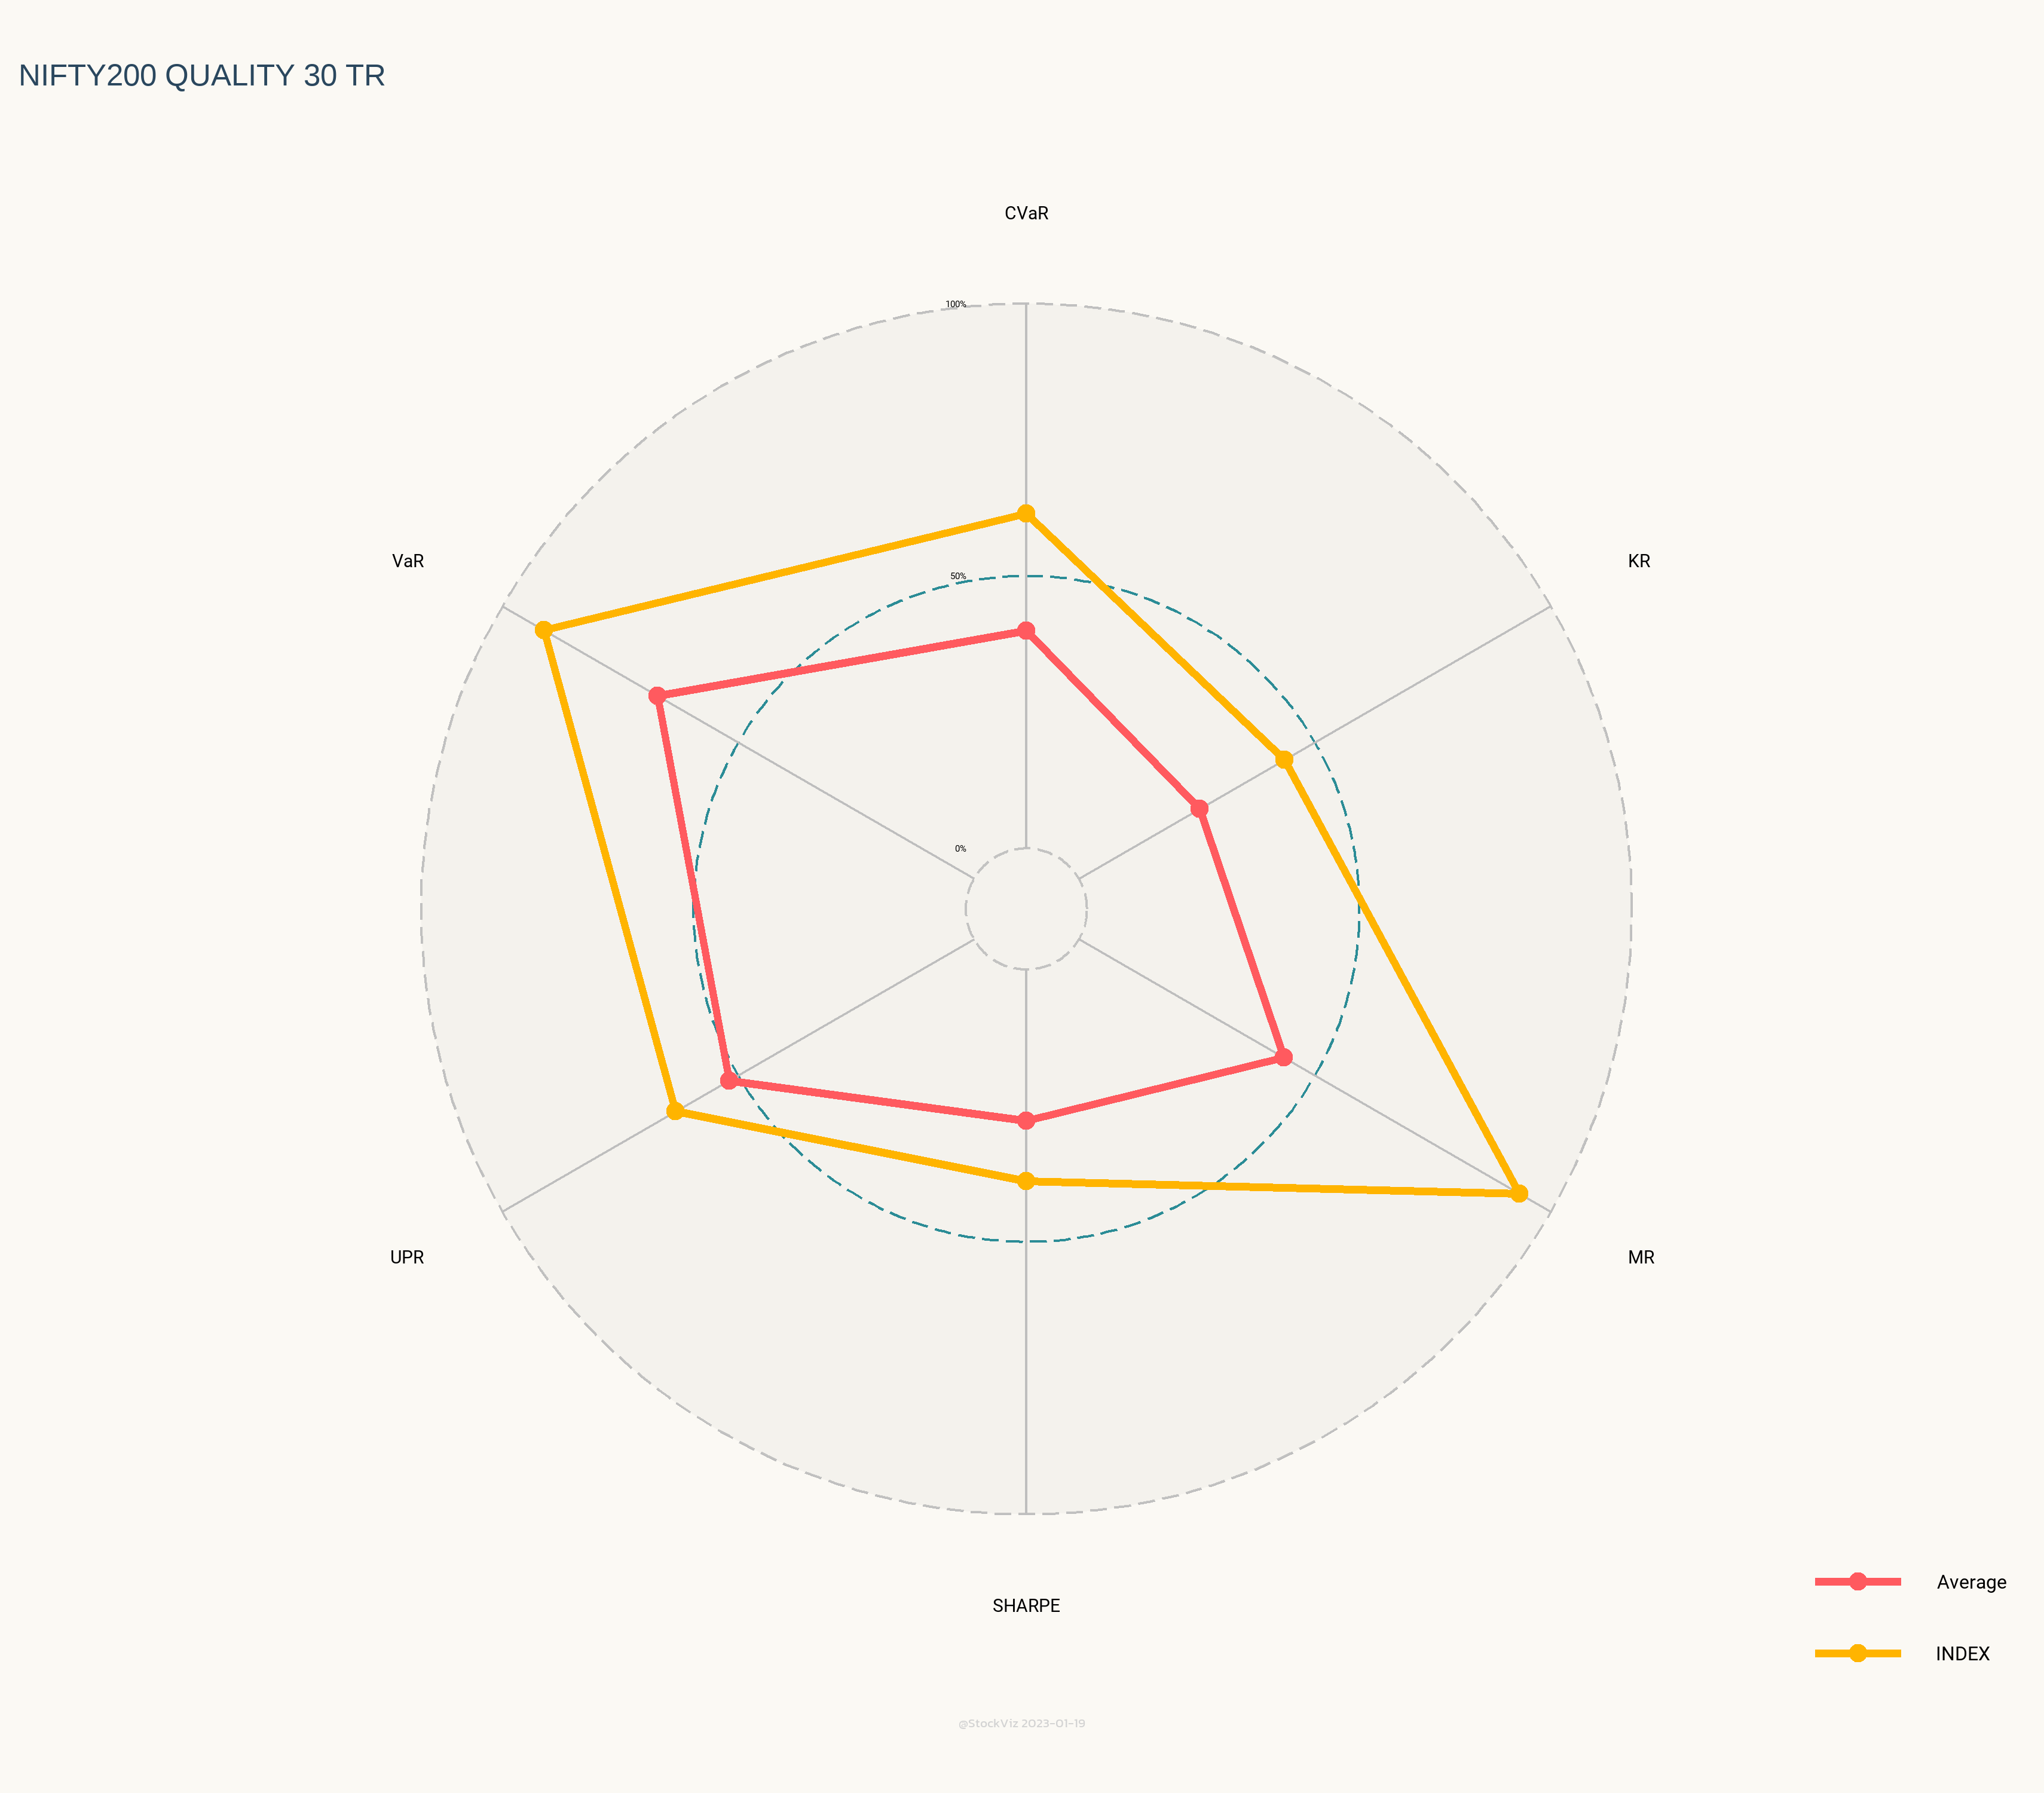 NIFTY200 QUALITY 30 TR
CVaR
100%
VaR
KR
50%
0%
UPR
MR
SHARPE
Average
INDEX
@StockViz 2023-01-19